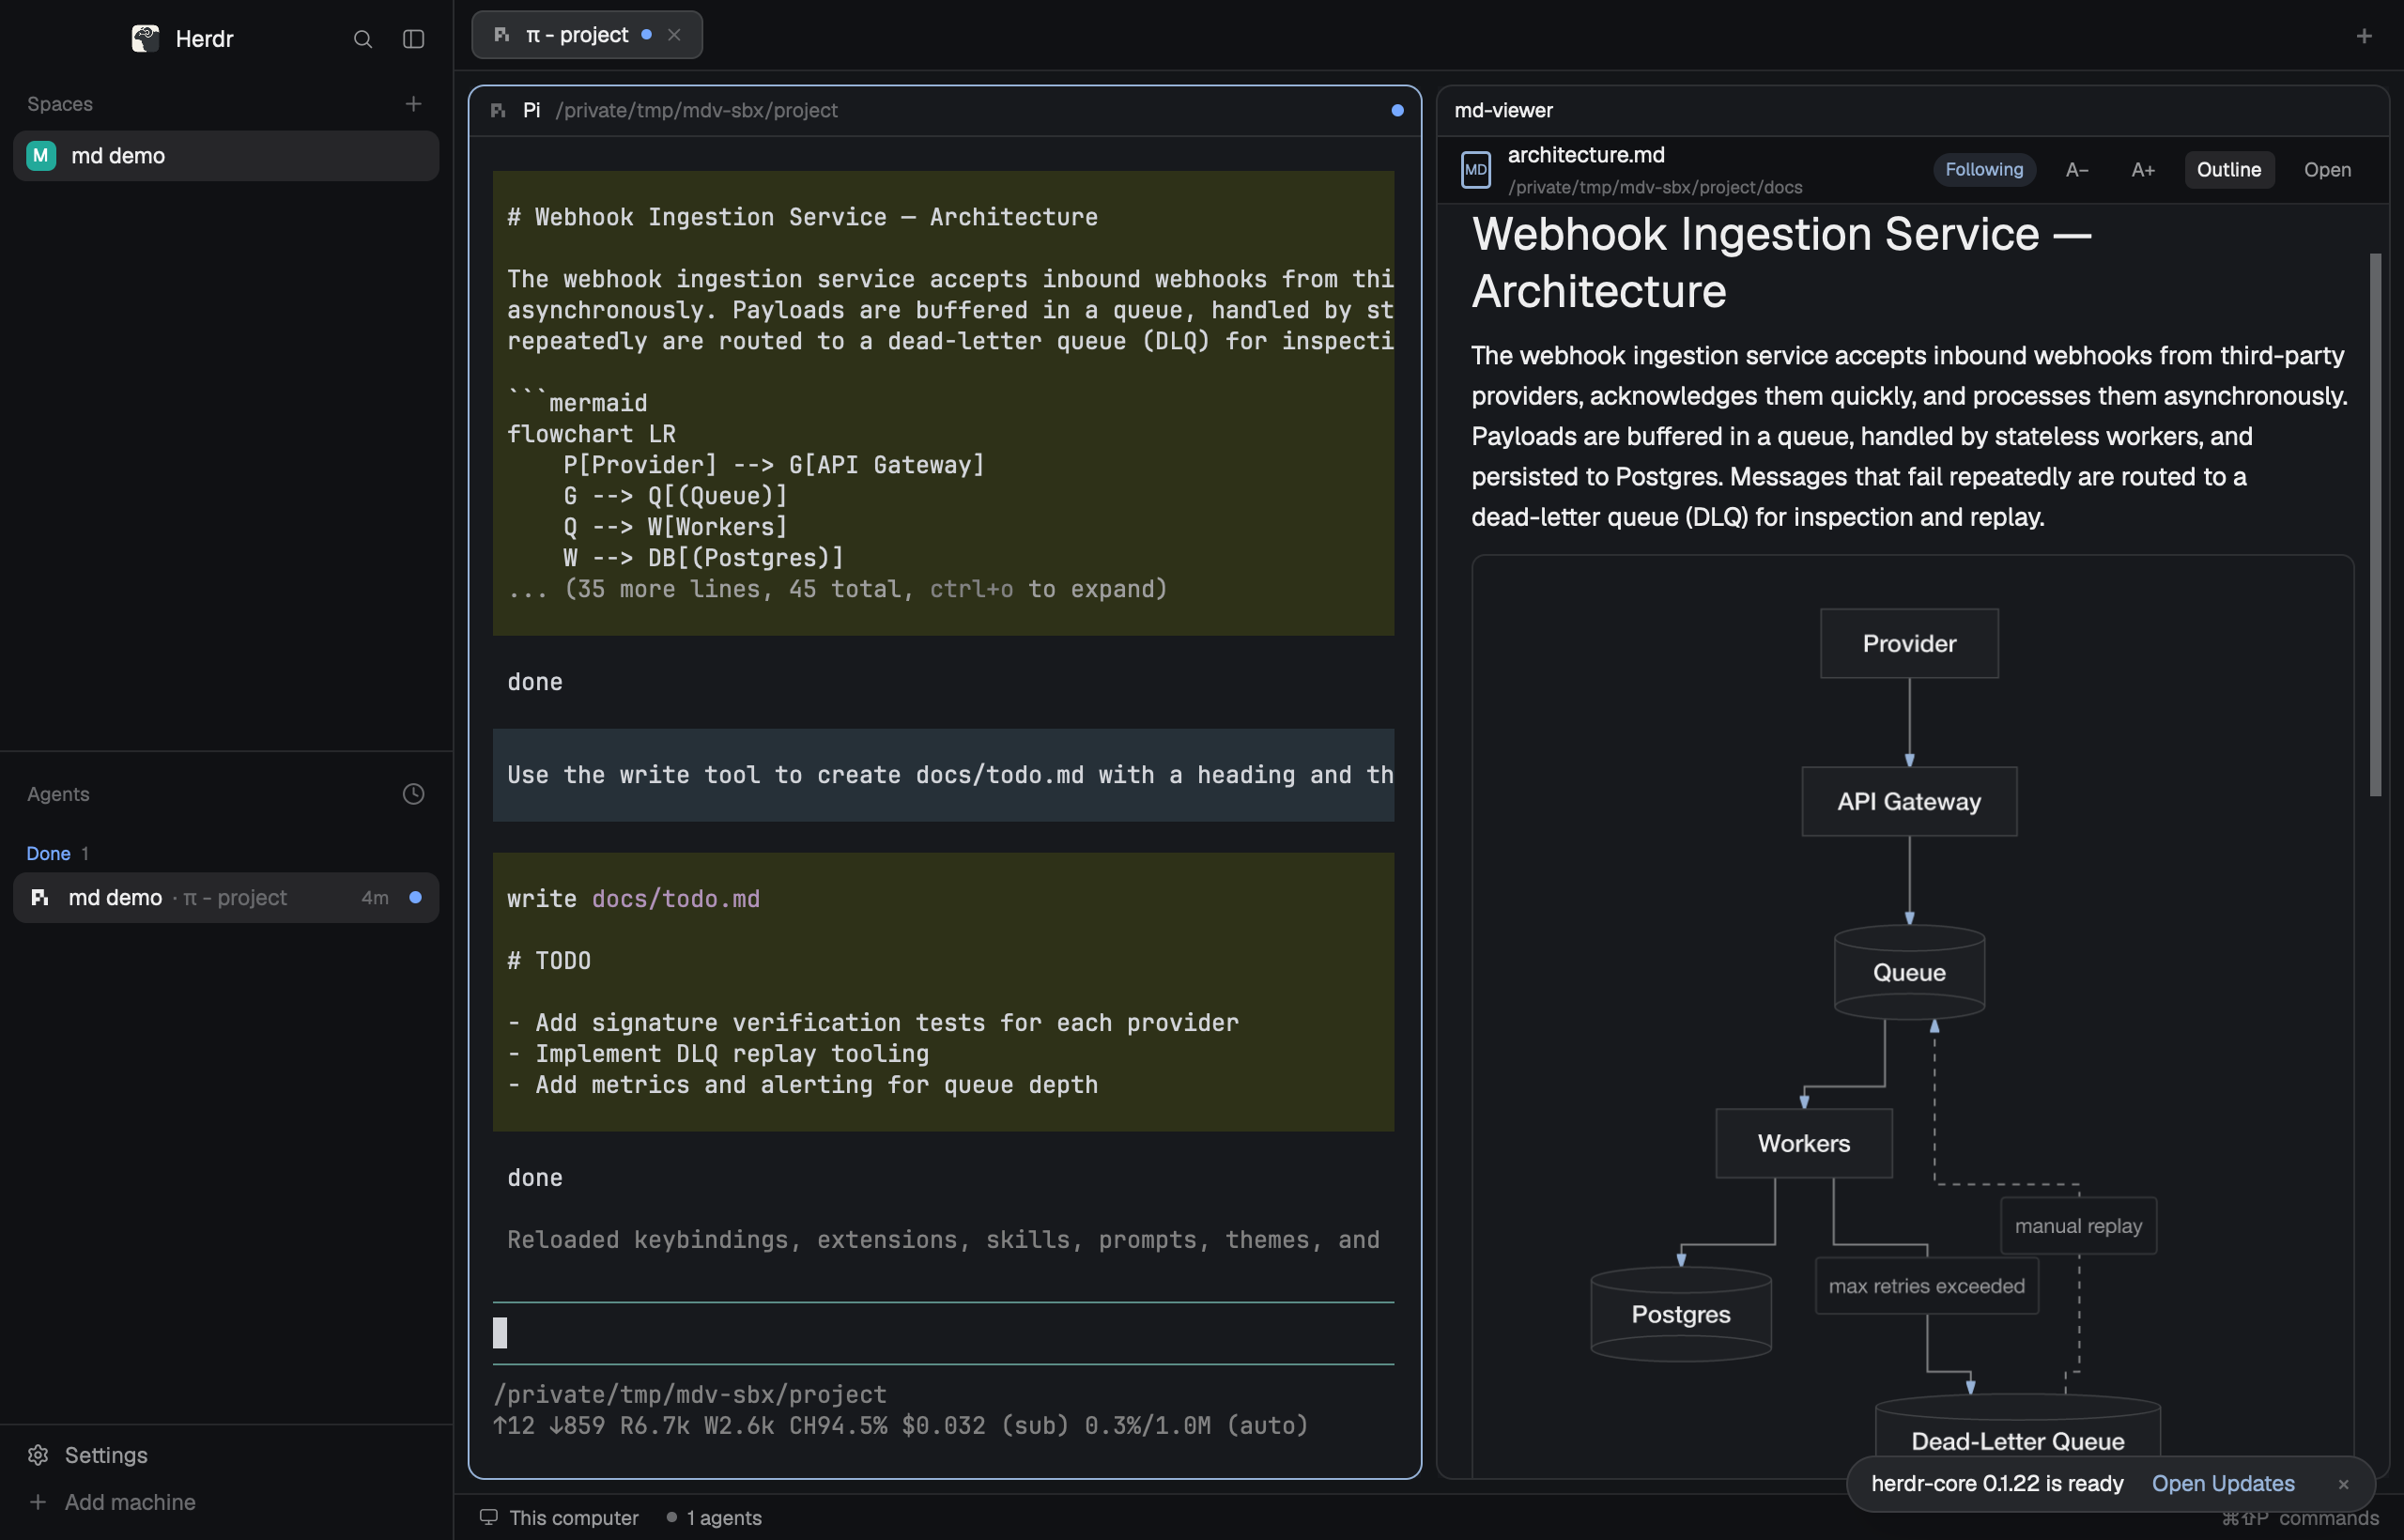 Herdr
Spaces
M md demo
Agents
Done 1
md demo · π - project 4m
Settings
Add machine
π - project
Pi /private/tmp/mdv-sbx/project
# Webhook Ingestion Service — Architecture
The webhook ingestion service accepts inbound webhooks from thi
asynchronously. Payloads are buffered in a queue, handled by st
repeatedly are routed to a dead-letter queue (DLQ) for inspecti
```mermaid
flowchart LR
P[Provider] --> G[API Gateway]
G --> Q[(Queue)]
Q --> W[Workers]
W --> DB[(Postgres)]
... (35 more lines, 45 total, ctrl+o to expand)
done
Use the write tool to create docs/todo.md with a heading and th
write docs/todo.md
# TODO
- Add signature verification tests for each provider
- Implement DLQ replay tooling
- Add metrics and alerting for queue depth
done
Reloaded keybindings, extensions, skills, prompts, themes, and
/private/tmp/mdv-sbx/project
↑12 ↓859 R6.7k W2.6k CH94.5% $0.032 (sub) 0.3%/1.0M (auto)
md-viewer
MD
architecture.md
/private/tmp/mdv-sbx/project/docs
Following A− A+ Outline Open
Webhook Ingestion Service —
Architecture
The webhook ingestion service accepts inbound webhooks from third-party
providers, acknowledges them quickly, and processes them asynchronously.
Payloads are buffered in a queue, handled by stateless workers, and
persisted to Postgres. Messages that fail repeatedly are routed to a
dead-letter queue (DLQ) for inspection and replay.
Provider
API Gateway
Queue
Workers
manual replay
max retries exceeded
Postgres
Dead-Letter Queue
herdr-core 0.1.22 is ready Open Updates ×
This computer 1 agents
⌘⇧P commands